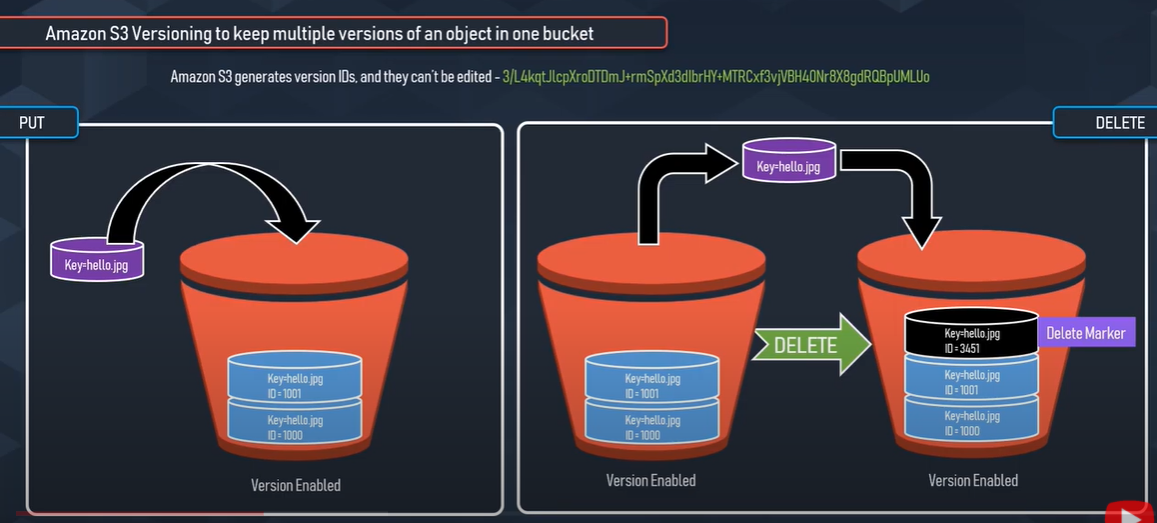 Amazon S3 Versioning to keep multiple versions of an object in one bucket
Amazon S3 generates version IDs, and they can't be edited - 3/L4kqtJlcpXroDTDmJ+rmSpXd3dIbrHY+MTRCxf3vjVBH40Nr8X8gdRQBpUMLUo
PUT
Key=hello.jpg
Key=hello.jpg
ID = 1001
Key=hello.jpg
ID = 1000
Version Enabled
DELETE
Key=hello.jpg
Key=hello.jpg
ID = 1001
Key=hello.jpg
ID = 1000
Version Enabled
DELETE
Key=hello.jpg
ID = 3451
Delete Marker
Key=hello.jpg
ID = 1001
Key=hello.jpg
ID = 1000
Version Enabled